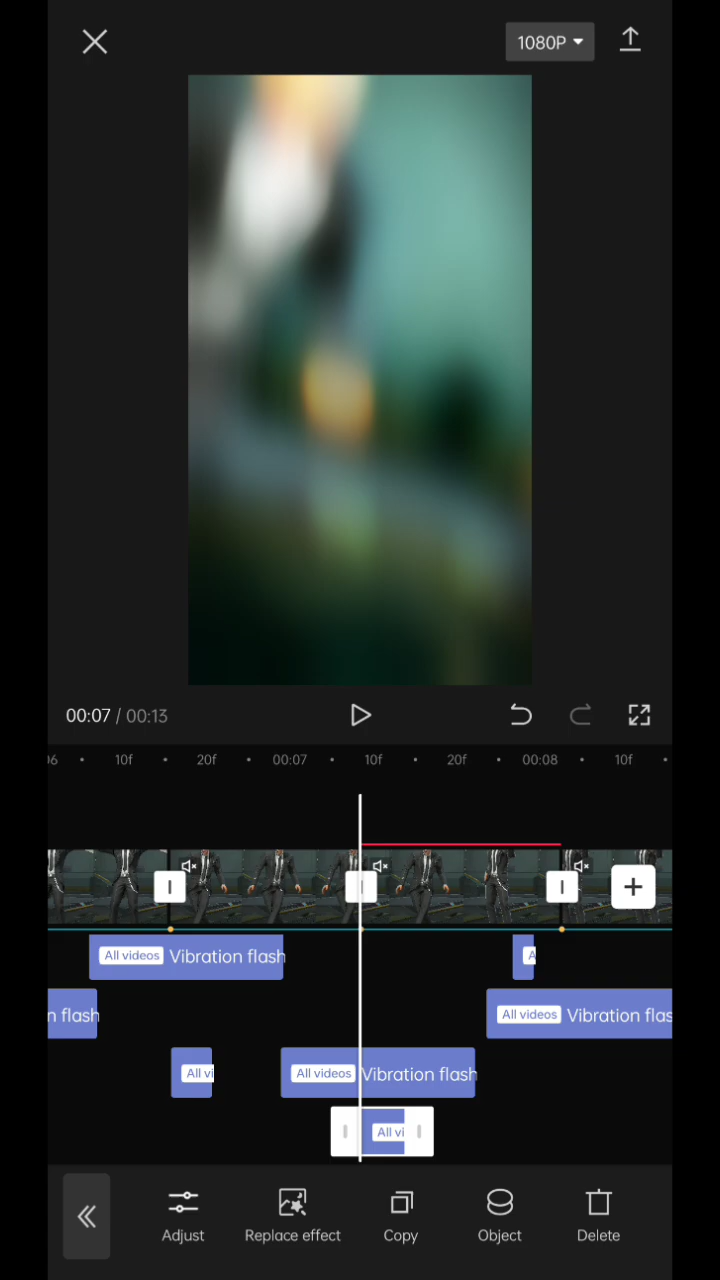 1080P
00:07 / 00:13
10f 20f 00:07 10f 20f 00:08 10f
All videos Vibration flash
n flash All videos Vibration flas
All vi All videos Vibration flash
All vi
Adjust Replace effect Copy Object Delete